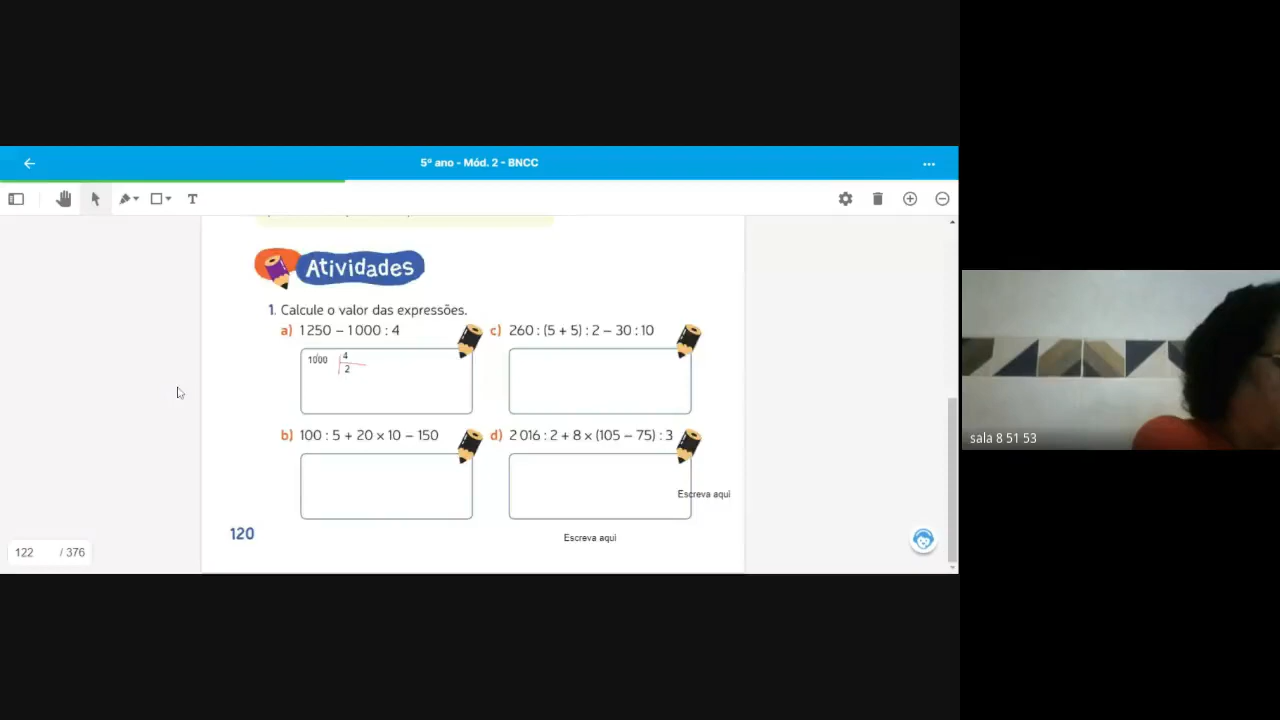 5º ano - Mód. 2 - BNCC
T
Atividades
1. Calcule o valor das expressões.
a) 1 250 – 1 000 : 4
c) 260 : (5 + 5) : 2 – 30 : 10
1000 4
2
b) 100 : 5 + 20 x 10 – 150
d) 2 016 : 2 + 8 x (105 – 75) : 3
Escreva aqui
Escreva aqui
120
122 / 376
sala 8 51 53